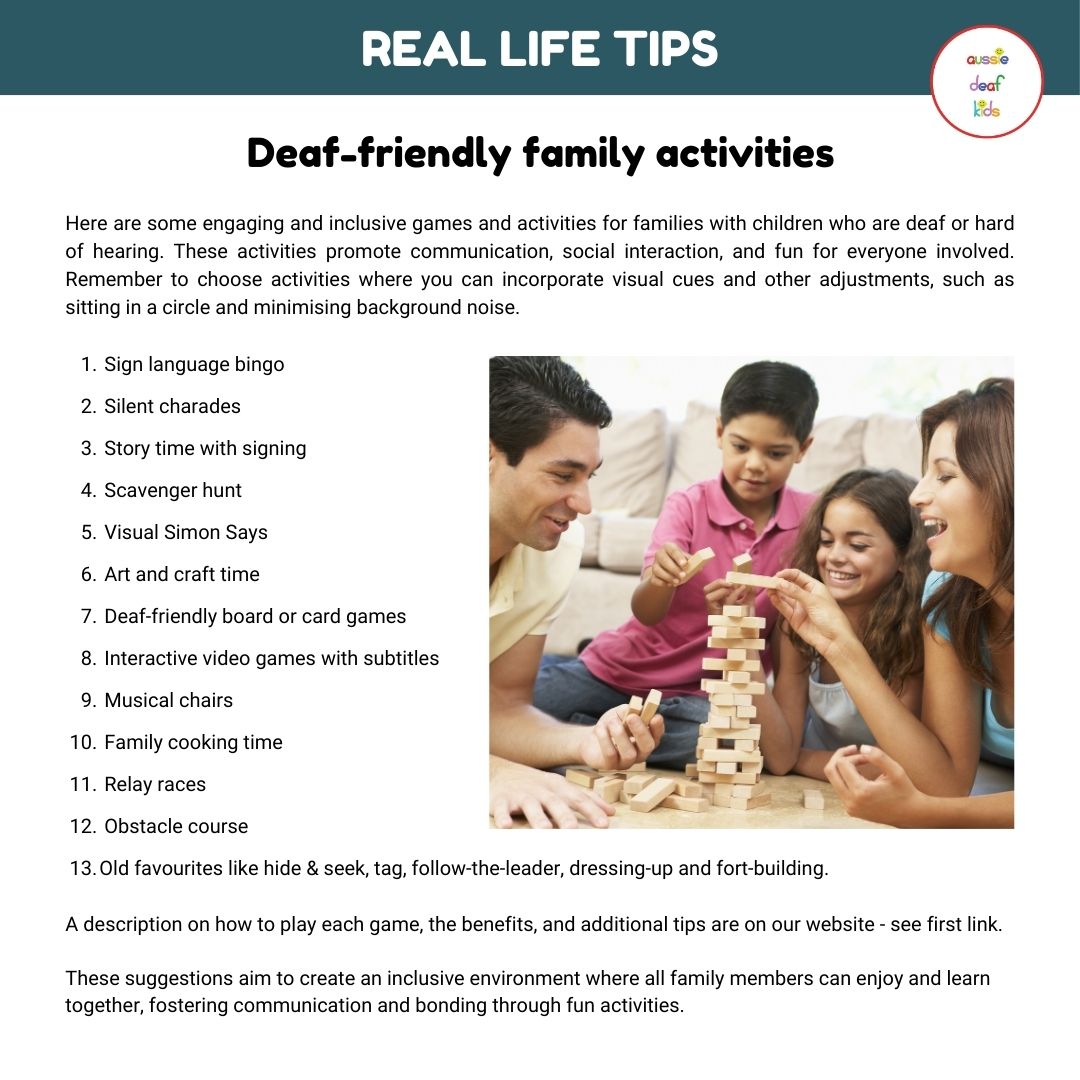 REAL LIFE TIPS
aussie
deaf
kids
Deaf-friendly family activities
Here are some engaging and inclusive games and activities for families with children who are deaf or hard
of hearing. These activities promote communication, social interaction, and fun for everyone involved.
Remember to choose activities where you can incorporate visual cues and other adjustments, such as
sitting in a circle and minimising background noise.
1. Sign language bingo
2. Silent charades
3. Story time with signing
4. Scavenger hunt
5. Visual Simon Says
6. Art and craft time
7. Deaf-friendly board or card games
8. Interactive video games with subtitles
9. Musical chairs
10. Family cooking time
11. Relay races
12. Obstacle course
13. Old favourites like hide & seek, tag, follow-the-leader, dressing-up and fort-building.
A description on how to play each game, the benefits, and additional tips are on our website - see first link.
These suggestions aim to create an inclusive environment where all family members can enjoy and learn
together, fostering communication and bonding through fun activities.